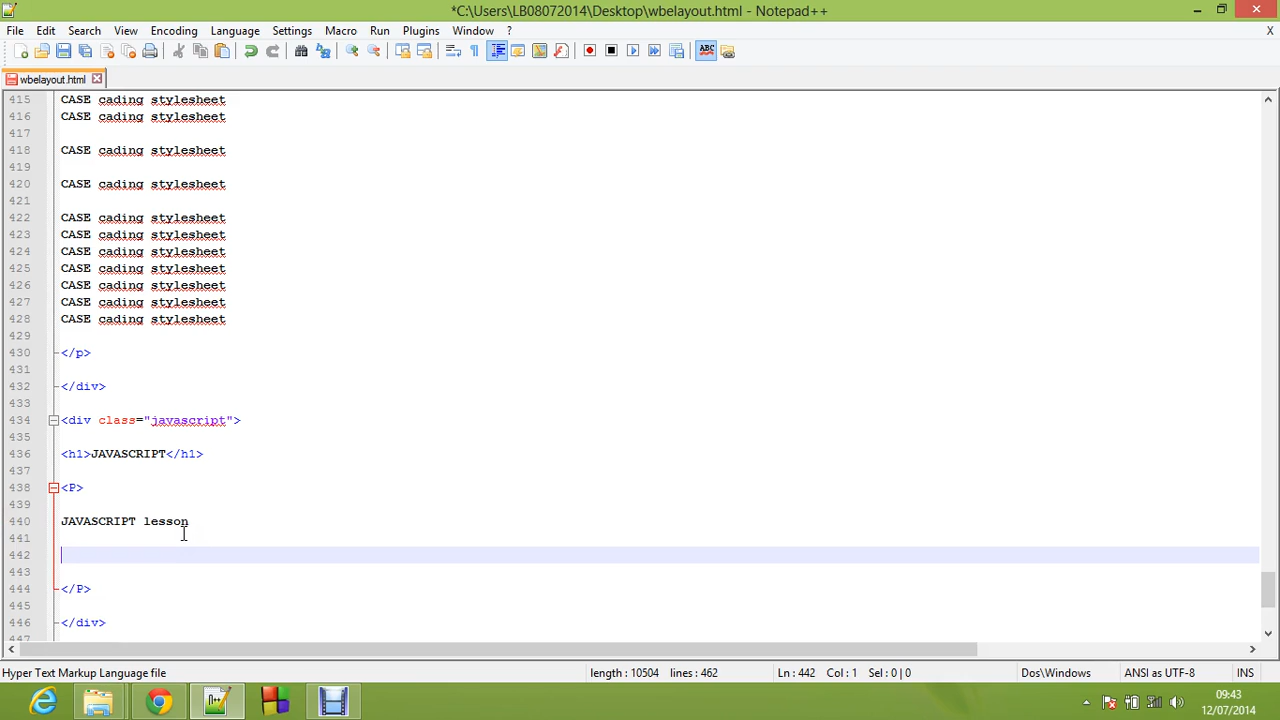 *C:\Users\LB08072014\Desktop\wbelayout.html - Notepad++
File Edit Search View Encoding Language Settings Macro Run Plugins Window ? X
ABC
wbelayout.html
415 CASE cading stylesheet
416 CASE cading stylesheet
417
418 CASE cading stylesheet
419
420 CASE cading stylesheet
421
422 CASE cading stylesheet
423 CASE cading stylesheet
424 CASE cading stylesheet
425 CASE cading stylesheet
426 CASE cading stylesheet
427 CASE cading stylesheet
428 CASE cading stylesheet
429
430 </p>
431
432 </div>
433
434 <div class="javascript">
435
436 <h1>JAVASCRIPT</h1>
437
438 <P>
439
440 JAVASCRIPT lesson
441
442
443
444 </P>
445
446 </div>
447
Hyper Text Markup Language file length : 10504 lines : 462 Ln : 442 Col : 1 Sel : 0 | 0 Dos\Windows ANSI as UTF-8 INS
09:43
12/07/2014